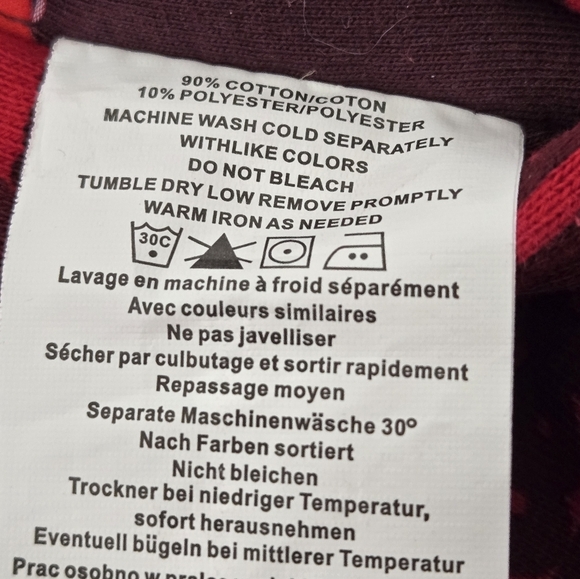 90% COTTON/COTON
10% POLYESTER/POLYESTER
MACHINE WASH COLD SEPARATELY
WITHLIKE COLORS
DO NOT BLEACH
TUMBLE DRY LOW REMOVE PROMPTLY
WARM IRON AS NEEDED
30C
Lavage en machine à froid séparément
Avec couleurs similaires
Ne pas javelliser
Sécher par culbutage et sortir rapidement
Repassage moyen
Separate Maschinenwäsche 30º
Nach Farben sortiert
Nicht bleichen
Trockner bei niedriger Temperatur,
sofort herausnehmen
Eventuell bügeln bei mittlerer Temperatur
Prac osobno w